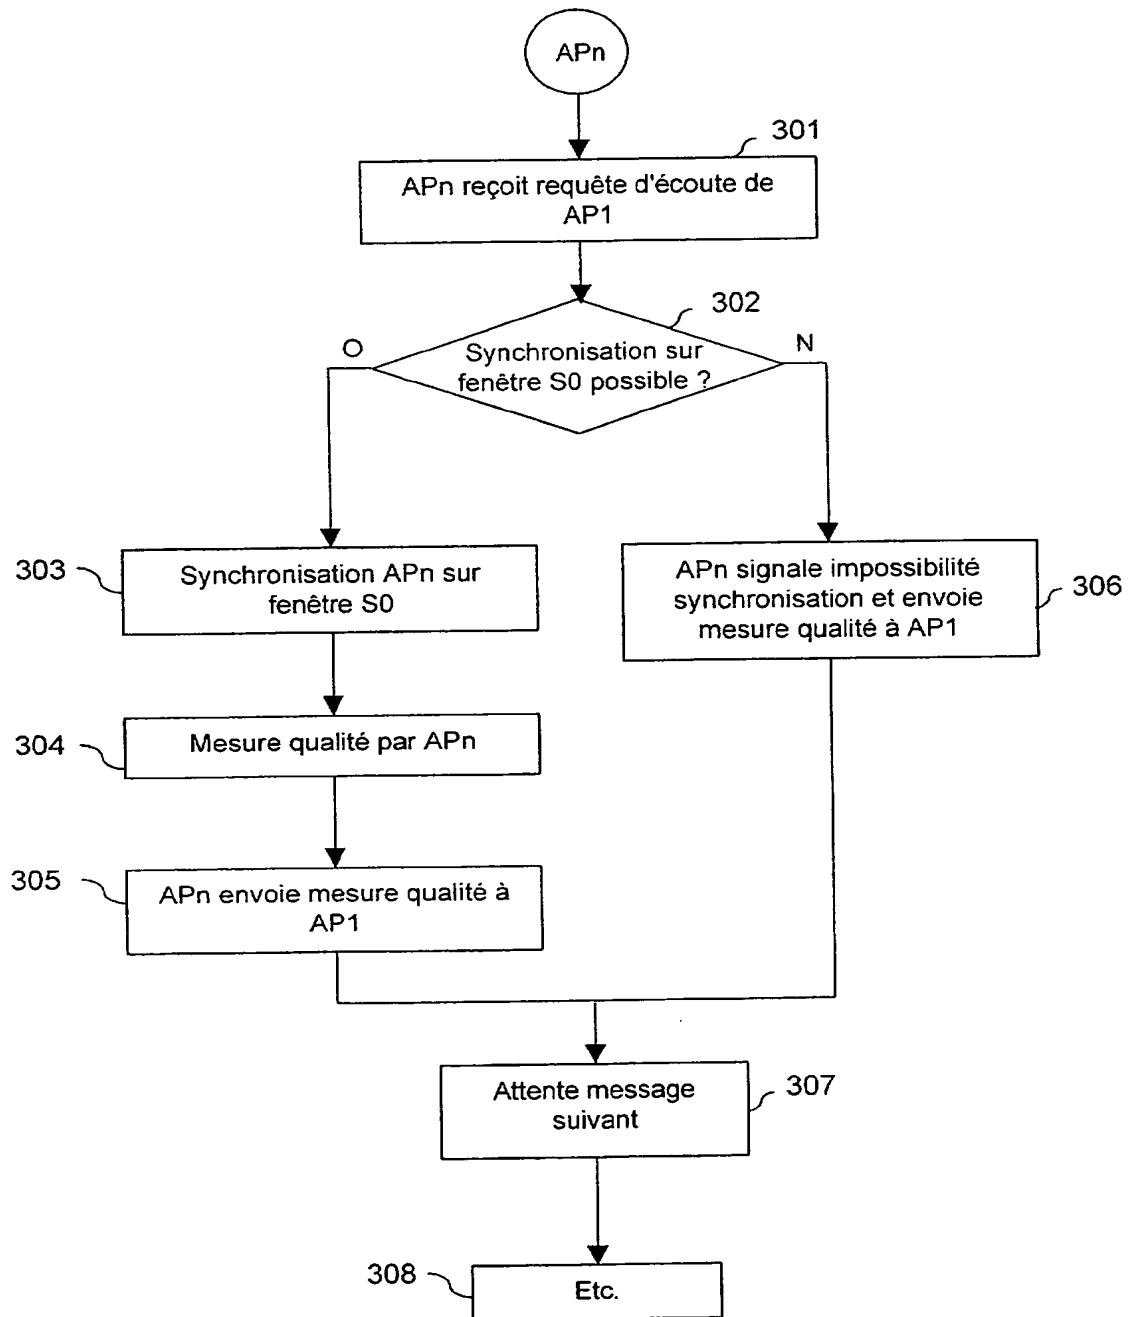 APn
301
APn reçoit requête d'écoute de
AP1
302
O
N
Synchronisation sur
fenêtre S0 possible ?
303
Synchronisation APn sur
fenêtre S0
APn signale impossibilité
synchronisation et envoie
mesure qualité à AP1
306
304
Mesure qualité par APn
305
APn envoie mesure qualité à
AP1
Attente message
suivant
307
308
Etc.